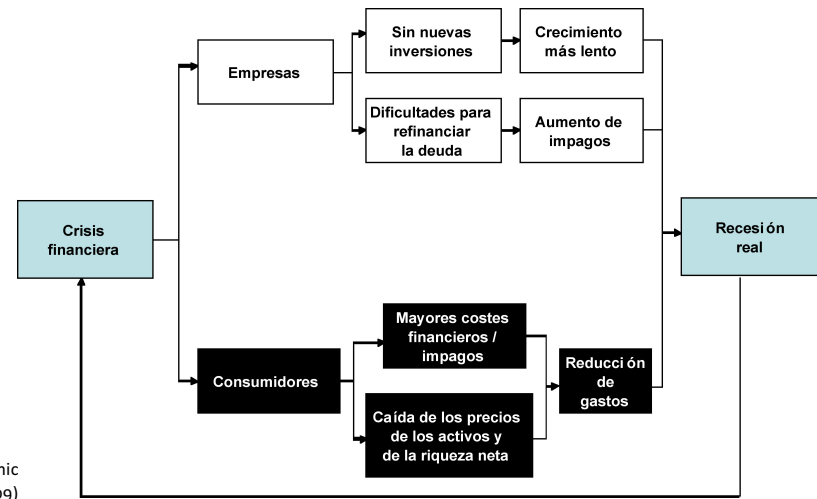 Sin nuevas
inversiones
Crecimiento
más lento
Empresas
Dificultades para
refinanciar
la deuda
Aumento de
impagos
Crisis
financiera
Recesión
real
Mayores costes
financieros /
impagos
Consumidores
Reducción
de
gastos
Caída de los precios
de los activos y
de la riqueza neta